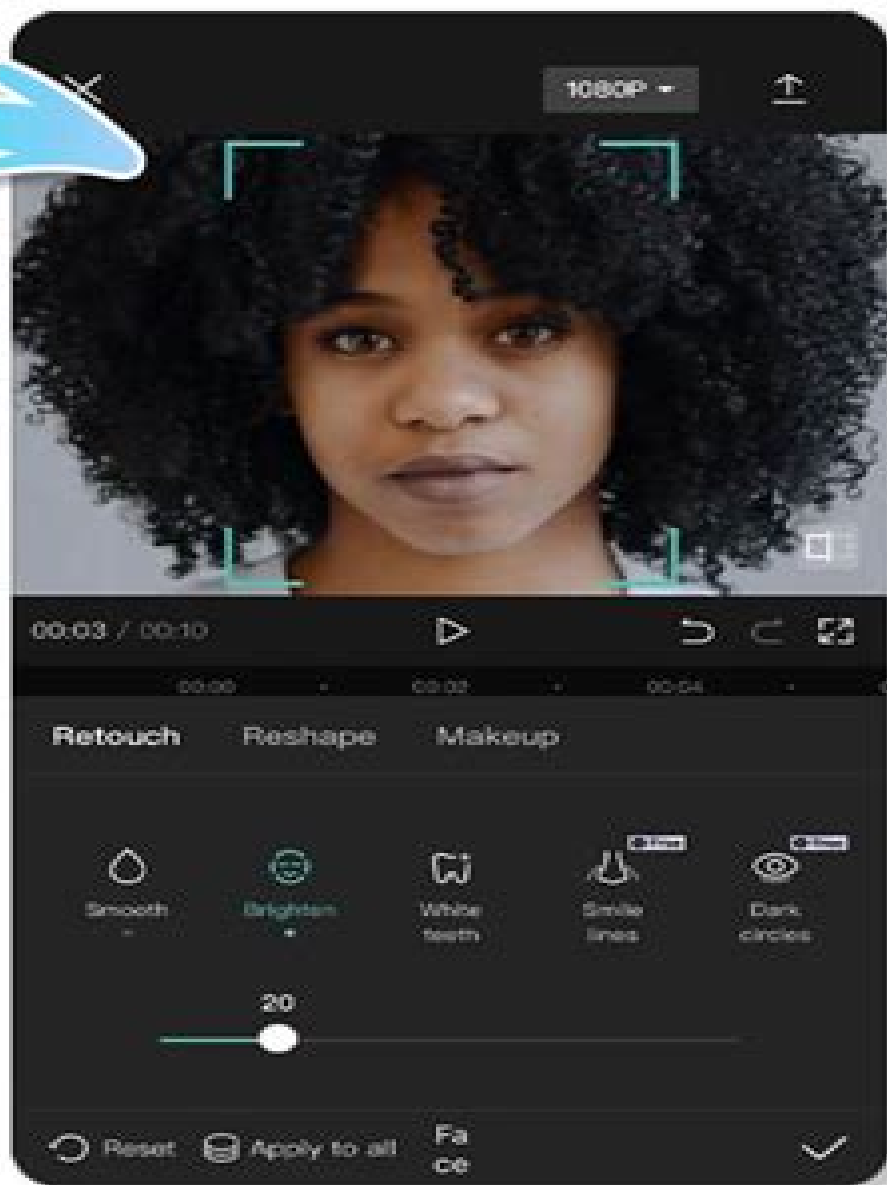 1080P
00:03 / 00:10
00:00 00:02 00:04
Retouch Reshape Makeup
Smooth Brighten White teeth Smile lines Dark circles
20
Reset Apply to all Fa
ce